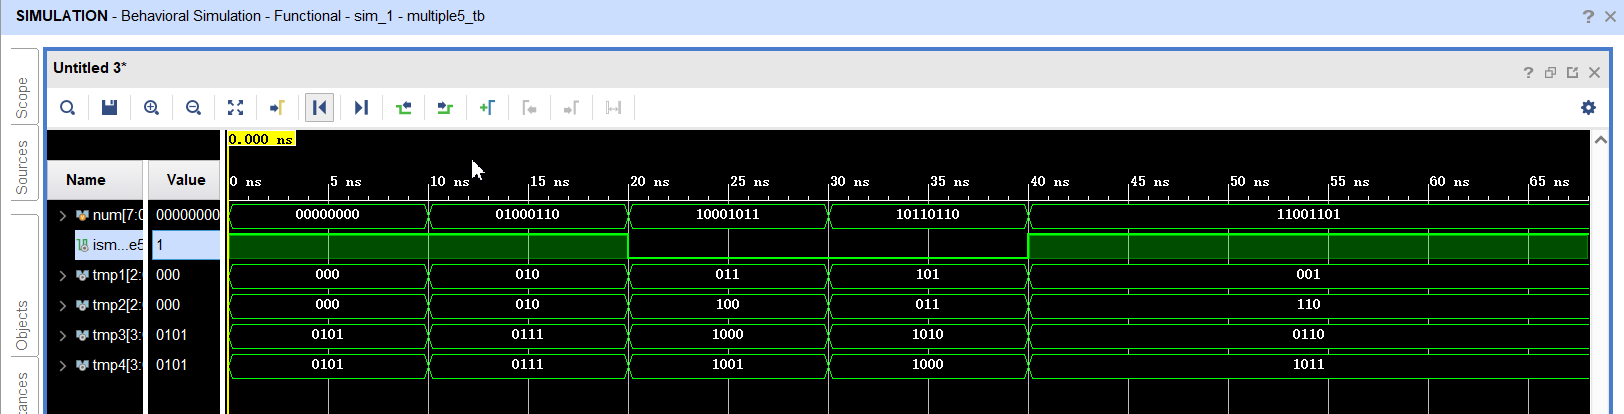 SIMULATION - Behavioral Simulation - Functional - sim_1 - multiple5_tb
? ×
Scope
Sources
Objects
tances
Untitled 3*
0.000 ns
Name Value
0 ns 5 ns 10 ns 15 ns 20 ns 25 ns 30 ns 35 ns 40 ns 45 ns 50 ns 55 ns 60 ns 65 ns
num[7:0 00000000 00000000 01000110 10001011 10110110 11001101
ism...e5 1
tmp1[2: 000 000 010 011 101 001
tmp2[2: 000 000 010 100 011 110
tmp3[3: 0101 0101 0111 1000 1010 0110
tmp4[3: 0101 0101 0111 1001 1000 1011